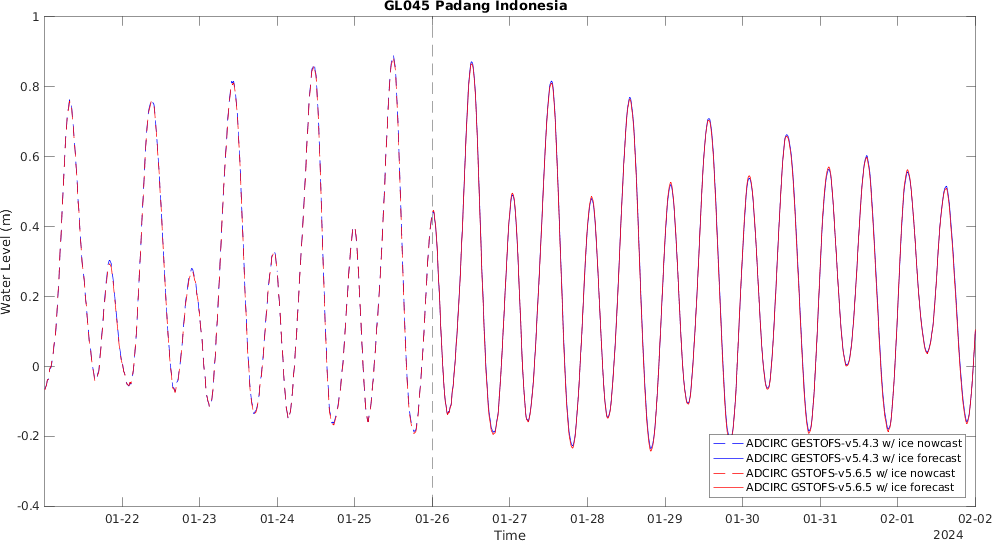 GL045 Padang Indonesia
1
0.8
0.6
0.4
0.2
0
-0.2
-0.4
Water Level (m)
ADCIRC GESTOFS-v5.4.3 w/ ice nowcast
ADCIRC GESTOFS-v5.4.3 w/ ice forecast
ADCIRC GSTOFS-v5.6.5 w/ ice nowcast
ADCIRC GSTOFS-v5.6.5 w/ ice forecast
01-22 01-23 01-24 01-25 01-26 01-27 01-28 01-29 01-30 01-31 02-01 02-02
Time
2024